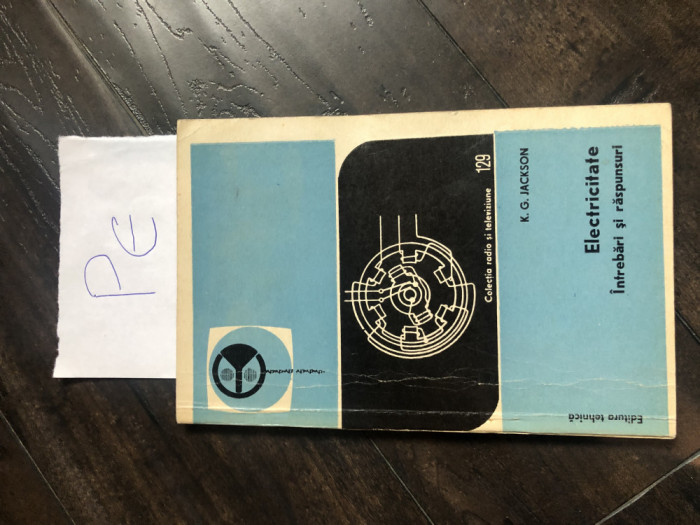 PE
Colecția radio și televiziune 129
K. G. JACKSON
Electricitate
Întrebări și răspunsuri
Editura tehnică